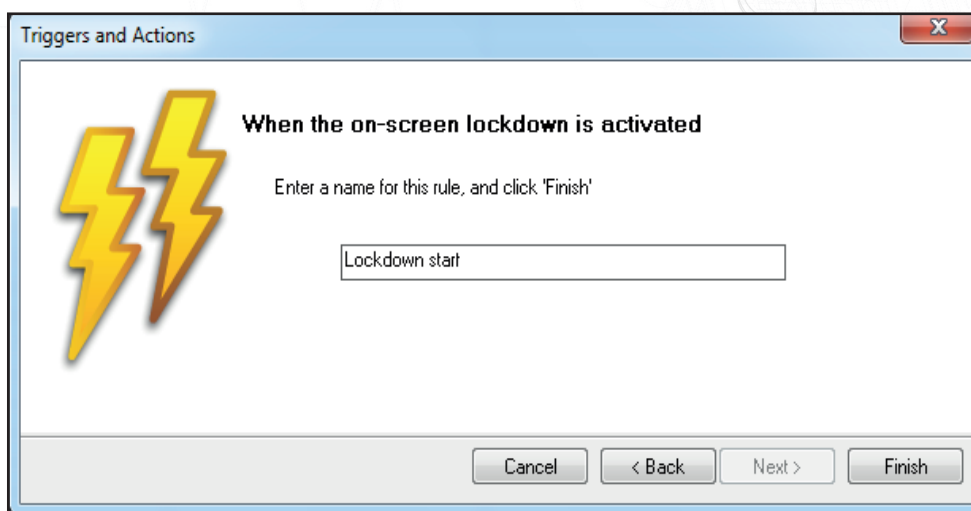 Triggers and Actions
X
When the on-screen lockdown is activated
Enter a name for this rule, and click 'Finish'
Lockdown start
Cancel
< Back
Next >
Finish